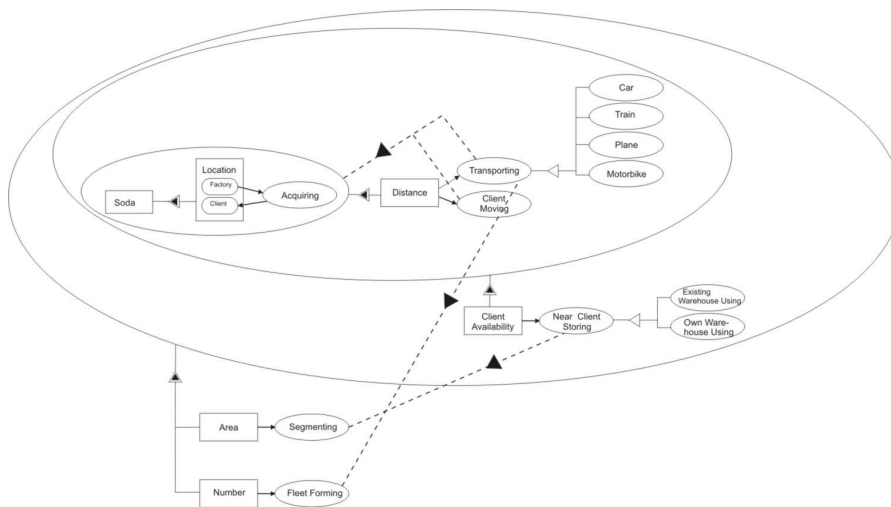 Car
Train
Plane
Motorbike
Transporting
Client
Moving
Distance
Location
Factory
Client
Acquiring
Soda
Client
Availability
Near Client
Storing
Existing
Warehouse Using
Own Ware-
house Using
Area
Segmenting
Number
Fleet Forming